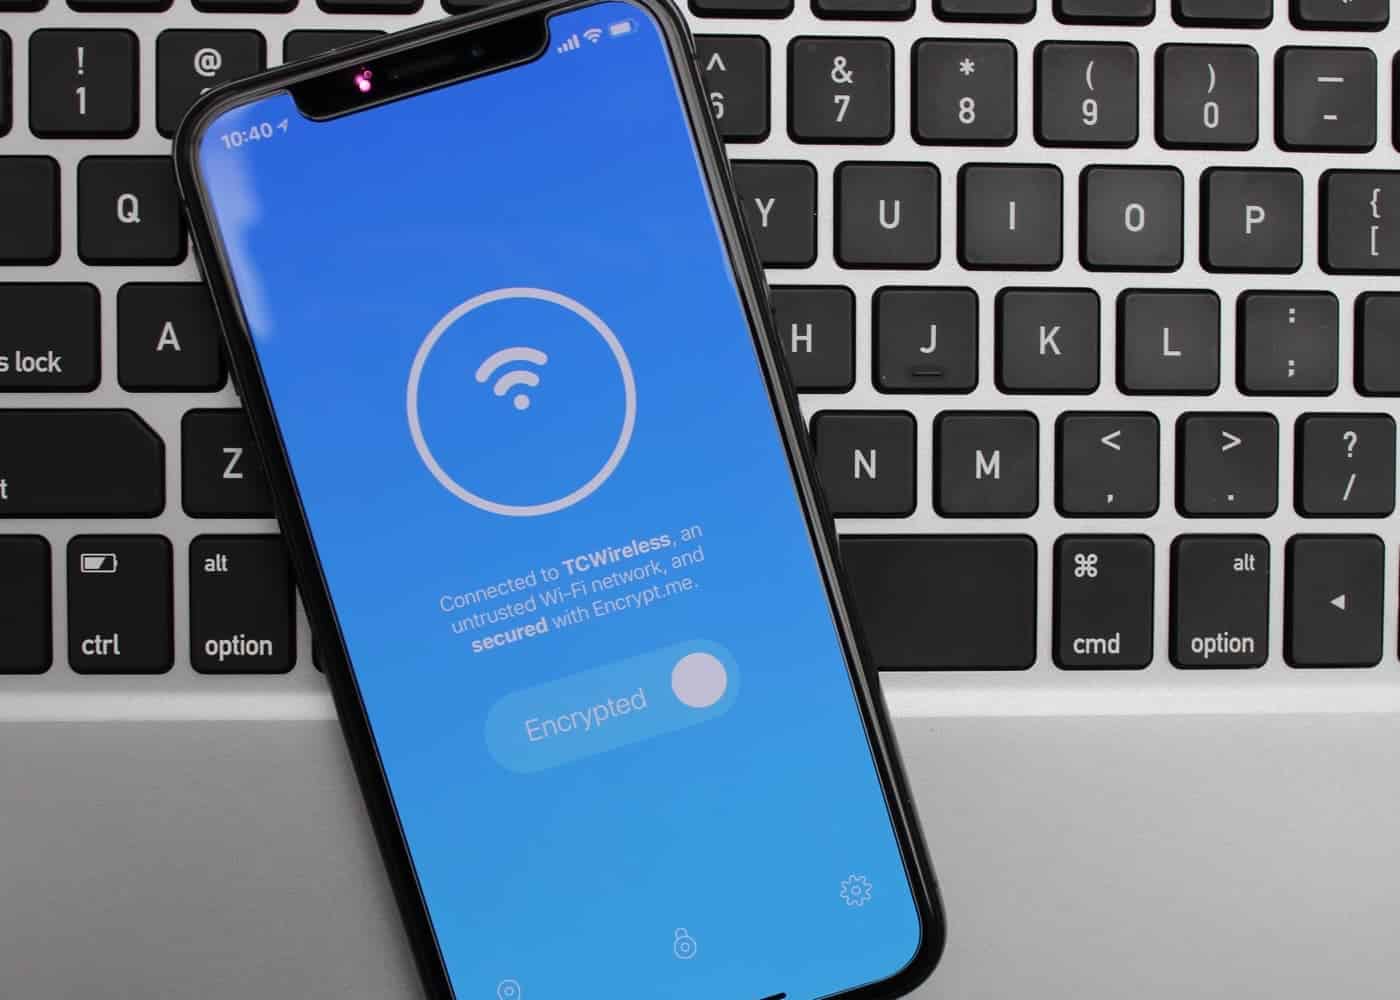 ! @ ^ & * ( ) —
1 6 7 8 9 0 -
10:40
Q Y U I O P {
[
s lock A H J K L :
;
t Z N M < > ?
, . /
Connected to TCWireless, an
untrusted Wi-Fi network, and
secured with Encrypt.me.
Encrypted
alt ⌘ alt
ctrl option cmd option